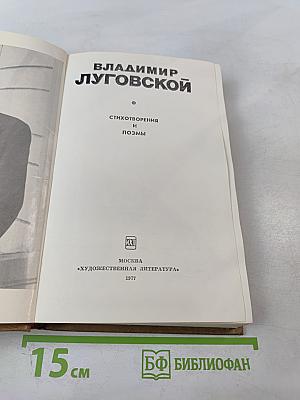 ВЛАДИМИР
ЛУГОВСКОЙ
СТИХОТВОРЕНИЯ
И
ПОЭМЫ
МОСКВА
«ХУДОЖЕСТВЕННАЯ ЛИТЕРАТУРА»
1977
15 см
БФ БИБЛИОФАН